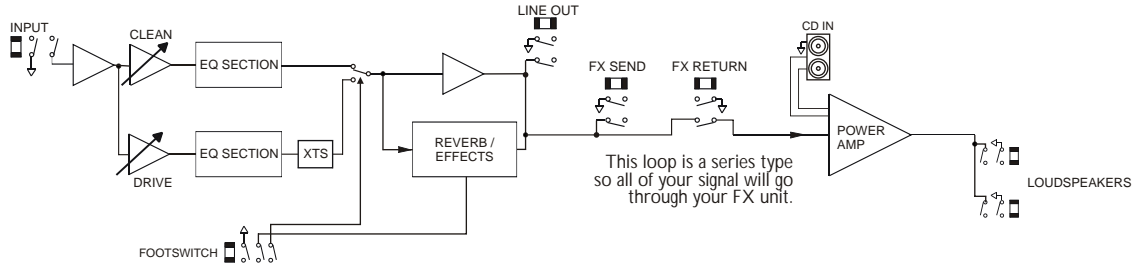 LINE OUT
INPUT
CLEAN
CD IN
EQ SECTION
FX SEND
FX RETURN
REVERB /
EFFECTS
POWER
AMP
EQ SECTION
XTS
DRIVE
This loop is a series type
so all of your signal will go
through your FX unit.
LOUDSPEAKERS
FOOTSWITCH